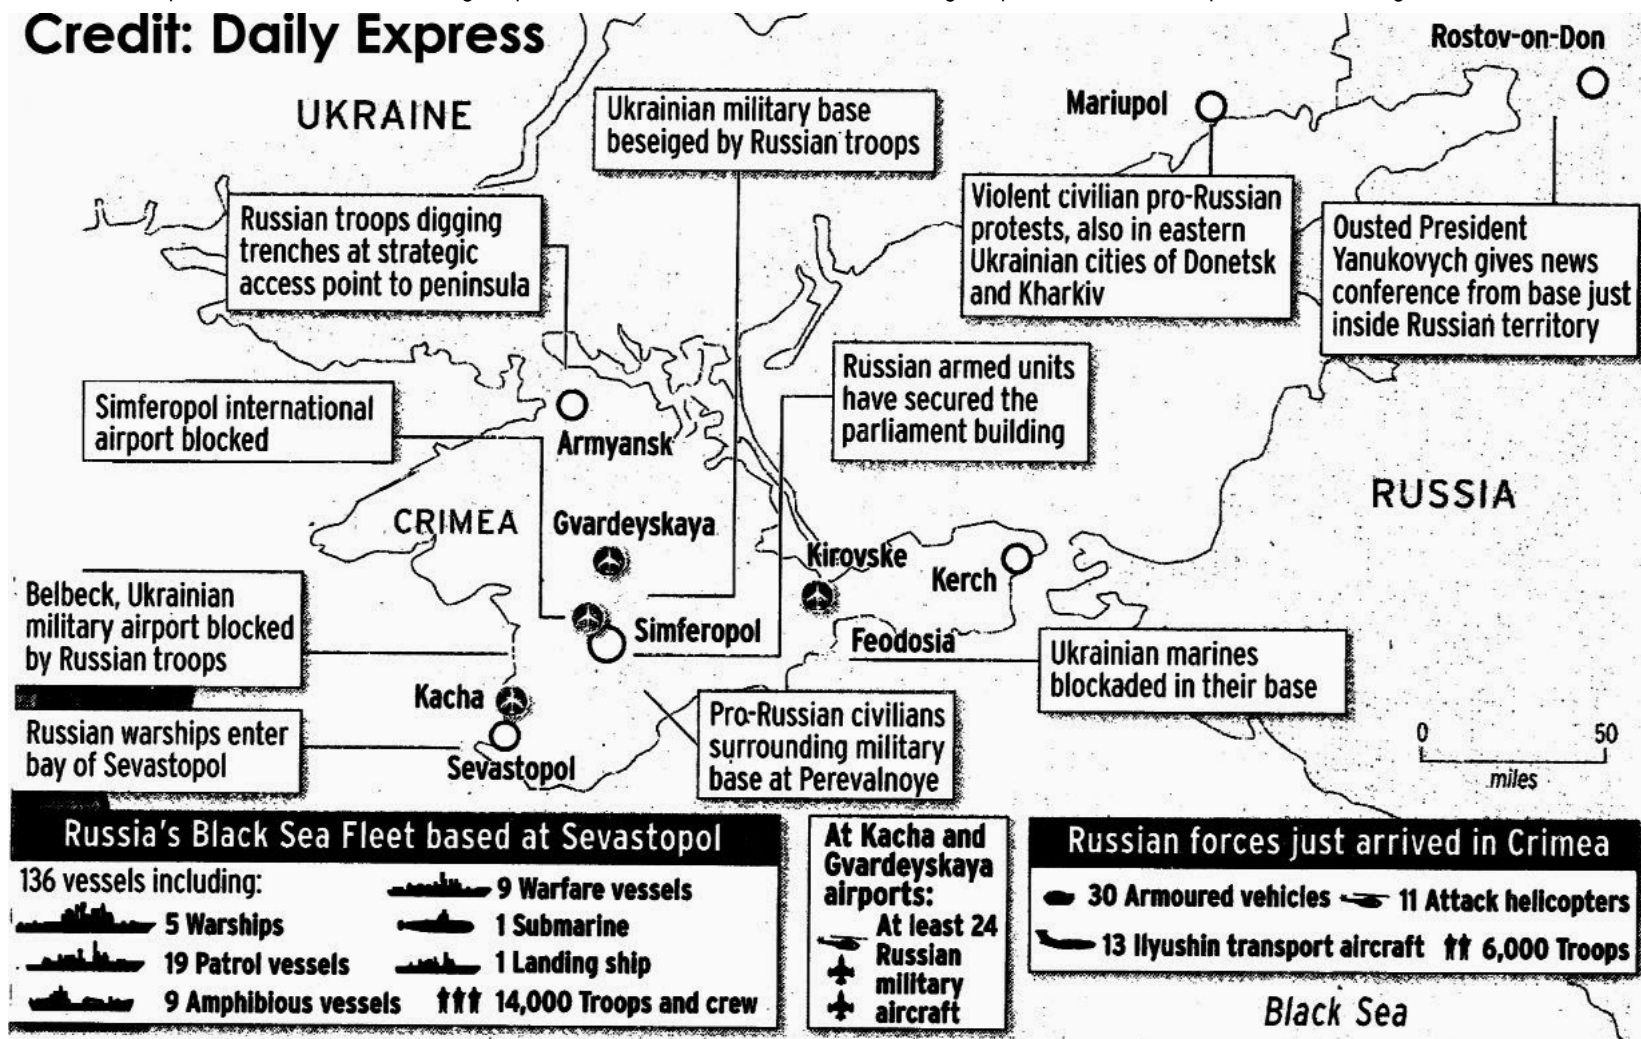 Credit: Daily Express
UKRAINE
Rostov-on-Don
Mariupol
Ukrainian military base
beseiged by Russian troops
Russian troops digging
trenches at strategic
access point to peninsula
Violent civilian pro-Russian
protests, also in eastern
Ukrainian cities of Donetsk
and Kharkiv
Ousted President
Yanukovych gives news
conference from base just
inside Russian territory
Simferopol international
airport blocked
Russian armed units
have secured the
parliament building
Armyansk
CRIMEA
Gvardeyskaya
RUSSIA
Kirovske
Kerch
Belbeck, Ukrainian
military airport blocked
by Russian troops
Simferopol
Feodosia
Ukrainian marines
blockaded in their base
Kacha
Russian warships enter
bay of Sevastopol
Sevastopol
Pro-Russian civilians
surrounding military
base at Perevalnoye
0 50
miles
Russia's Black Sea Fleet based at Sevastopol
136 vessels including:
5 Warships
19 Patrol vessels
9 Amphibious vessels
9 Warfare vessels
1 Submarine
1 Landing ship
14,000 Troops and crew
At Kacha and
Gvardeyskaya
airports:
At least 24
Russian
military
aircraft
Russian forces just arrived in Crimea
30 Armoured vehicles
11 Attack helicopters
13 Ilyushin transport aircraft
6,000 Troops
Black Sea